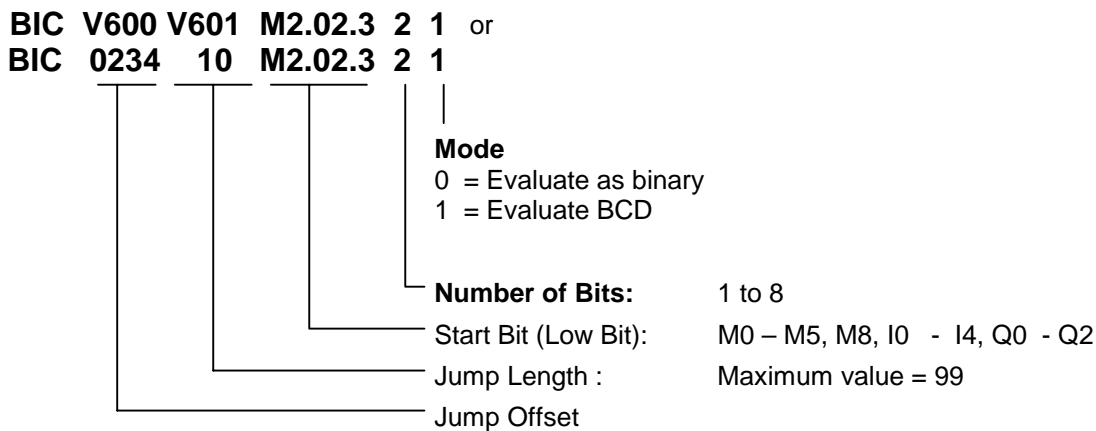 BIC V600 V601 M2.02.3 2 1 or
BIC 0234 10 M2.02.3 2 1
Mode
0 = Evaluate as binary
1 = Evaluate BCD
Number of Bits: 1 to 8
Start Bit (Low Bit): M0 – M5, M8, I0 - I4, Q0 - Q2
Jump Length : Maximum value = 99
Jump Offset